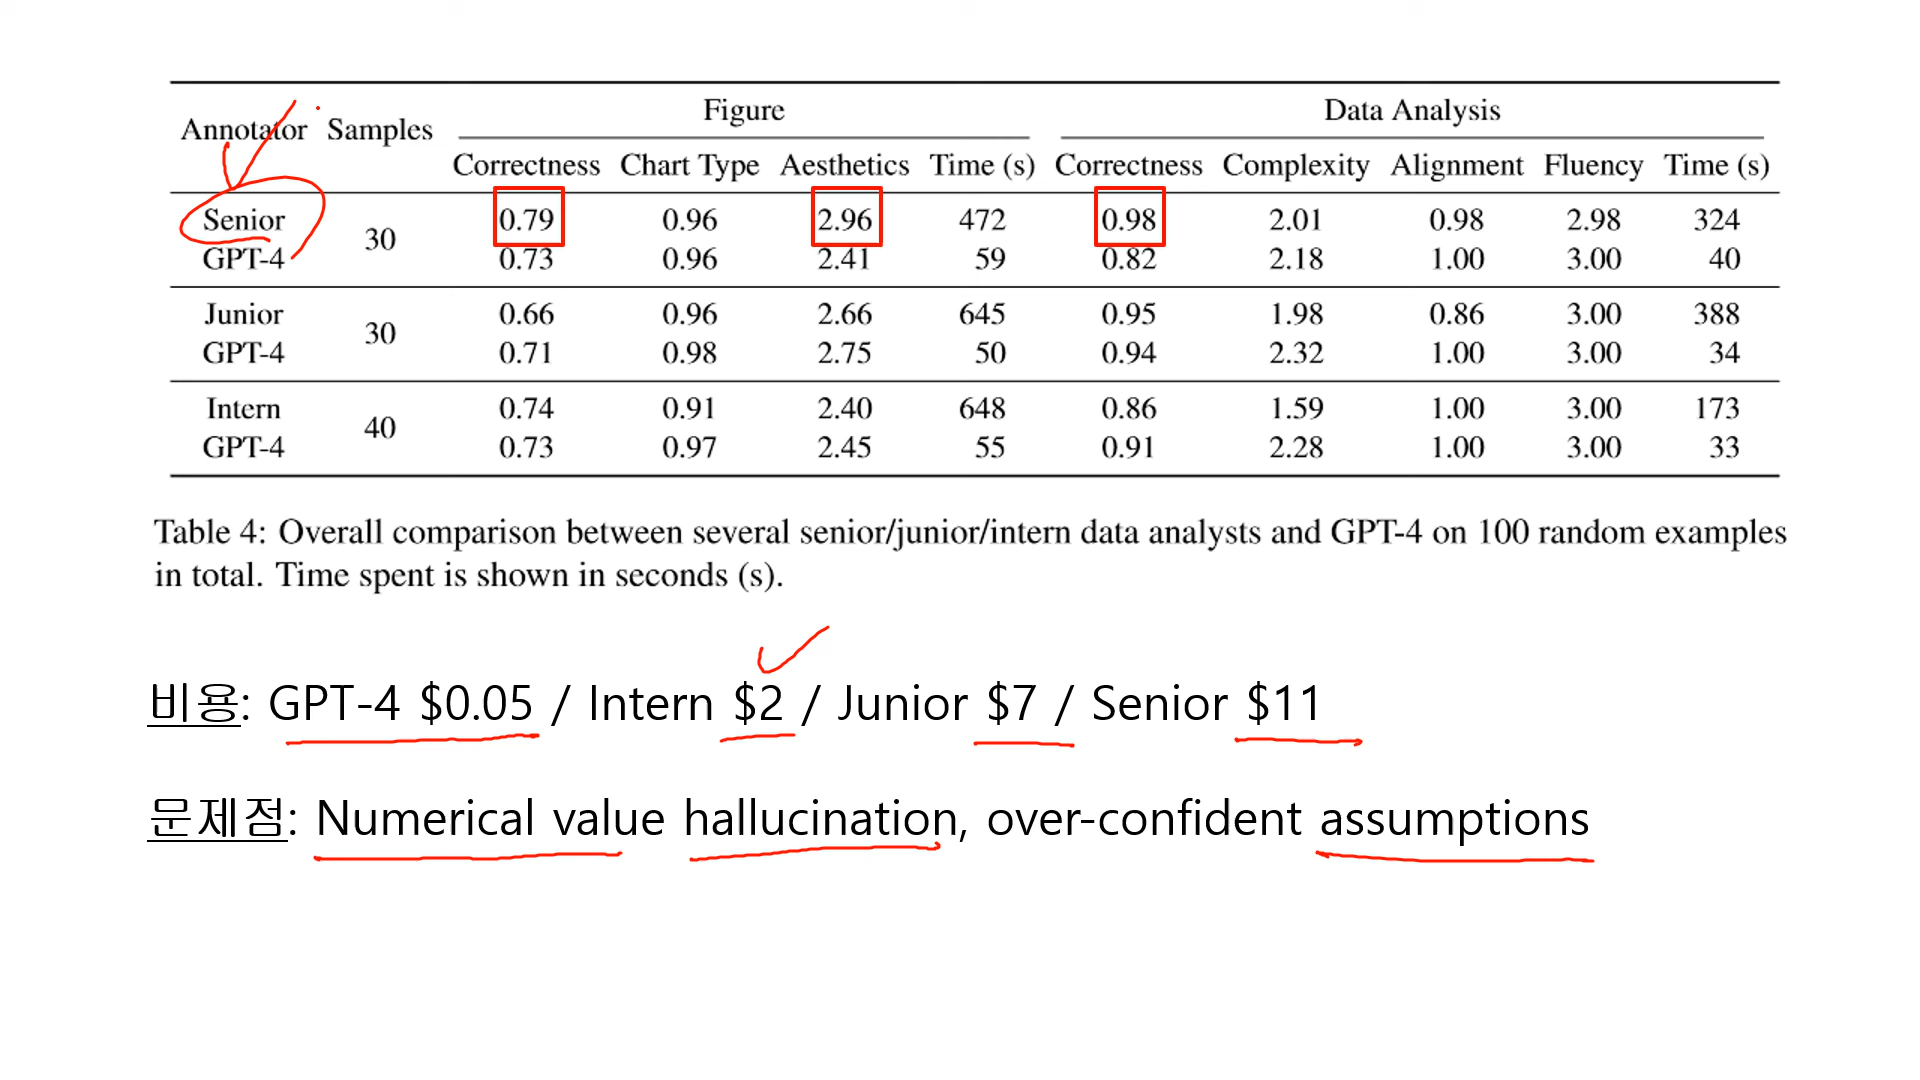 Figure Data Analysis
Annotator Samples
Correctness Chart Type Aesthetics Time (s) Correctness Complexity Alignment Fluency Time (s)
Senior 30 0.79 0.96 2.96 472 0.98 2.01 0.98 2.98 324
GPT-4 0.73 0.96 2.41 59 0.82 2.18 1.00 3.00 40
Junior 30 0.66 0.96 2.66 645 0.95 1.98 0.86 3.00 388
GPT-4 0.71 0.98 2.75 50 0.94 2.32 1.00 3.00 34
Intern 40 0.74 0.91 2.40 648 0.86 1.59 1.00 3.00 173
GPT-4 0.73 0.97 2.45 55 0.91 2.28 1.00 3.00 33
Table 4: Overall comparison between several senior/junior/intern data analysts and GPT-4 on 100 random examples
in total. Time spent is shown in seconds (s).
비용: GPT-4 $0.05 / Intern $2 / Junior $7 / Senior $11
문제점: Numerical value hallucination, over-confident assumptions